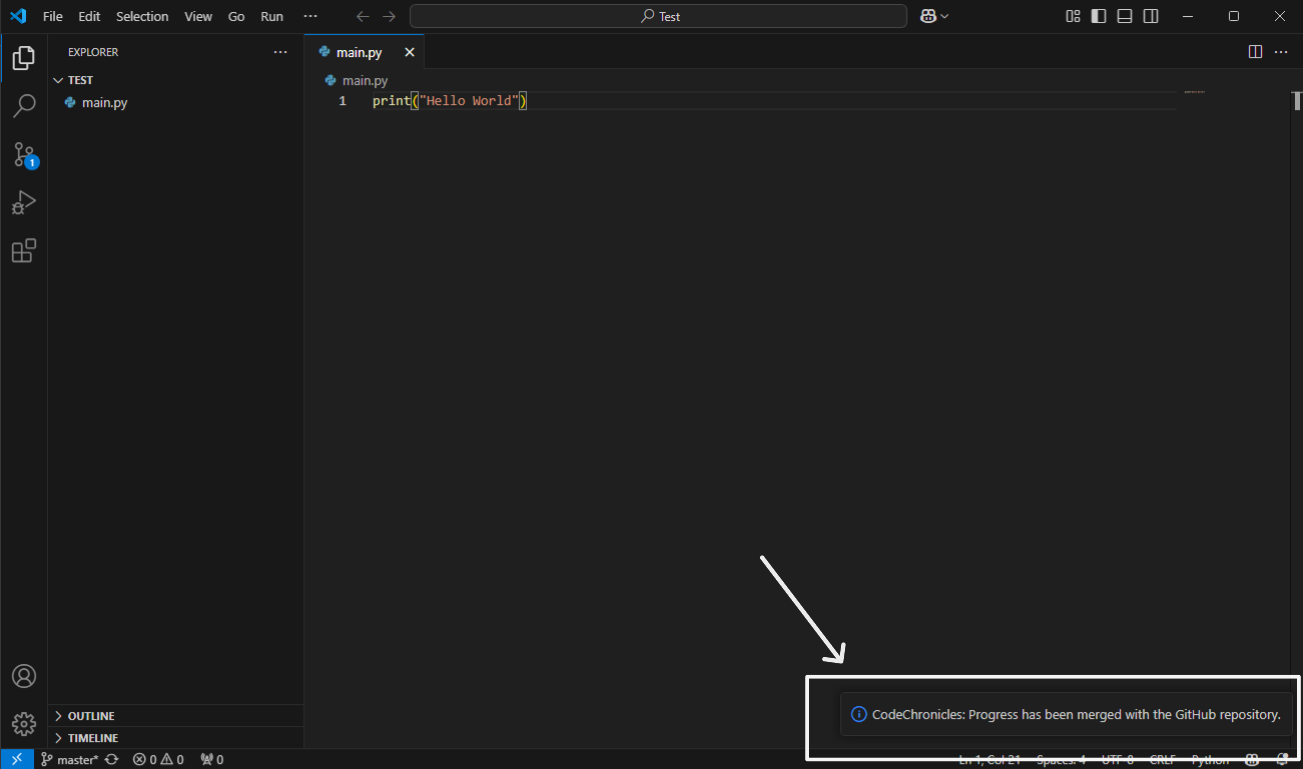 File Edit Selection View Go Run ···
Test
EXPLORER ···
TEST
main.py
1
OUTLINE
TIMELINE
main.py
main.py
1 print("Hello World")
CodeChronicles: Progress has been merged with the GitHub repository.
master* 0 0 0 Ln 1, Col 21 Spaces: 4 UTF-8 CRLF Python